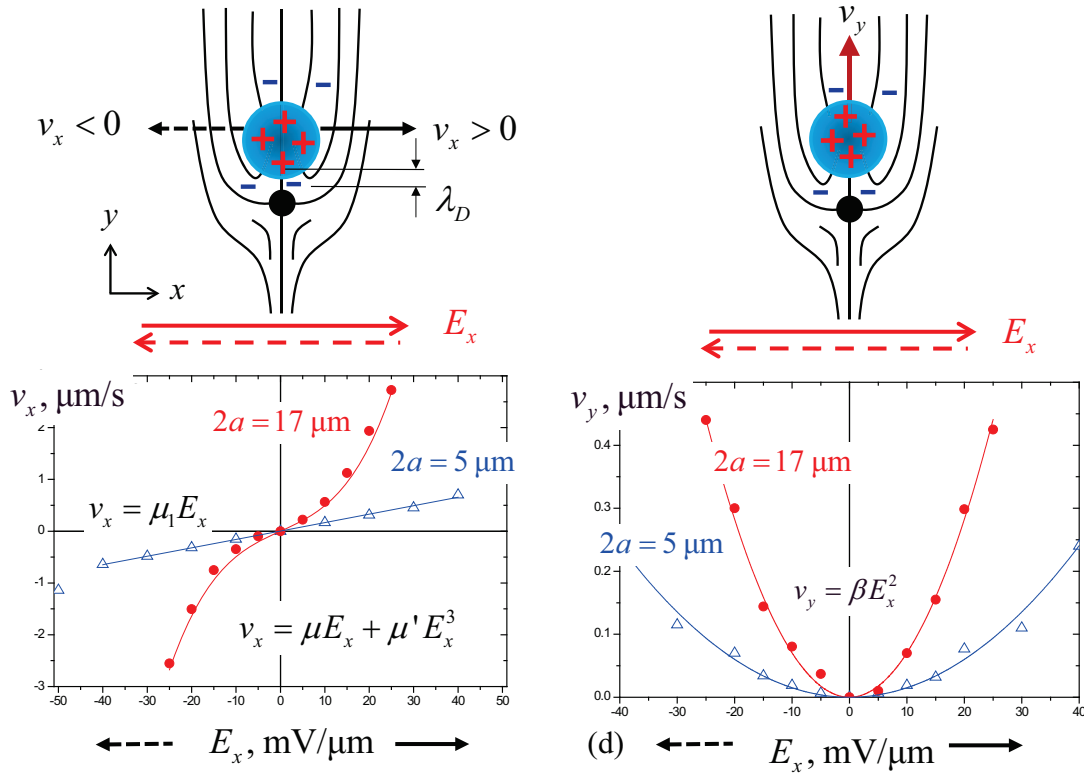 v_x < 0
v_x > 0
λ_D
y
x
E_x
v_x, μm/s
2a = 17 μm
2a = 5 μm
v_x = μ_1 E_x
v_x = μE_x + μ' E_x^3
2
1
0
-1
-2
-3
-50 -40 -30 -20 -10 0 10 20 30 40 50
E_x, mV/μm
v_y
E_x
v_y, μm/s
2a = 17 μm
2a = 5 μm
v_y = βE_x^2
0.4
0.3
0.2
0.1
0.0
-40 -30 -20 -10 0 10 20 30 40
(d)
E_x, mV/μm